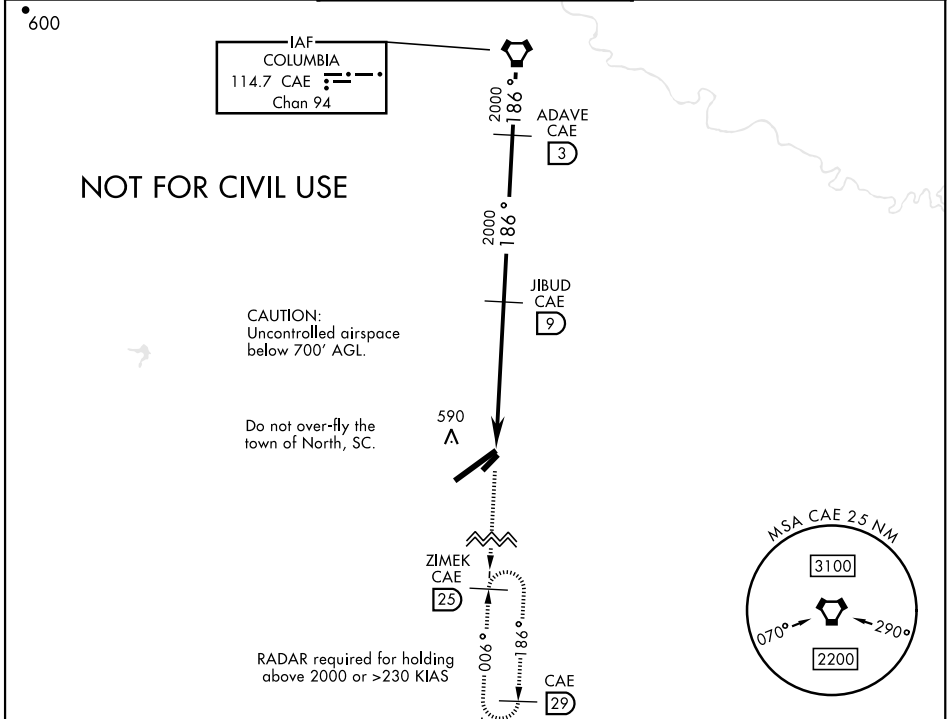 600
IAF
COLUMBIA
114.7 CAE
Chan 94
2000
186°
ADAVE
CAE
3
NOT FOR CIVIL USE
2000
186°
JIBUD
CAE
9
CAUTION:
Uncontrolled airspace
below 700' AGL.
Do not over-fly the
town of North, SC.
590
ZIMEK
CAE
25
006°
186°
RADAR required for holding
above 2000 or >230 KIAS
CAE
29
MSA CAE 25 NM
3100
070°
290°
2200